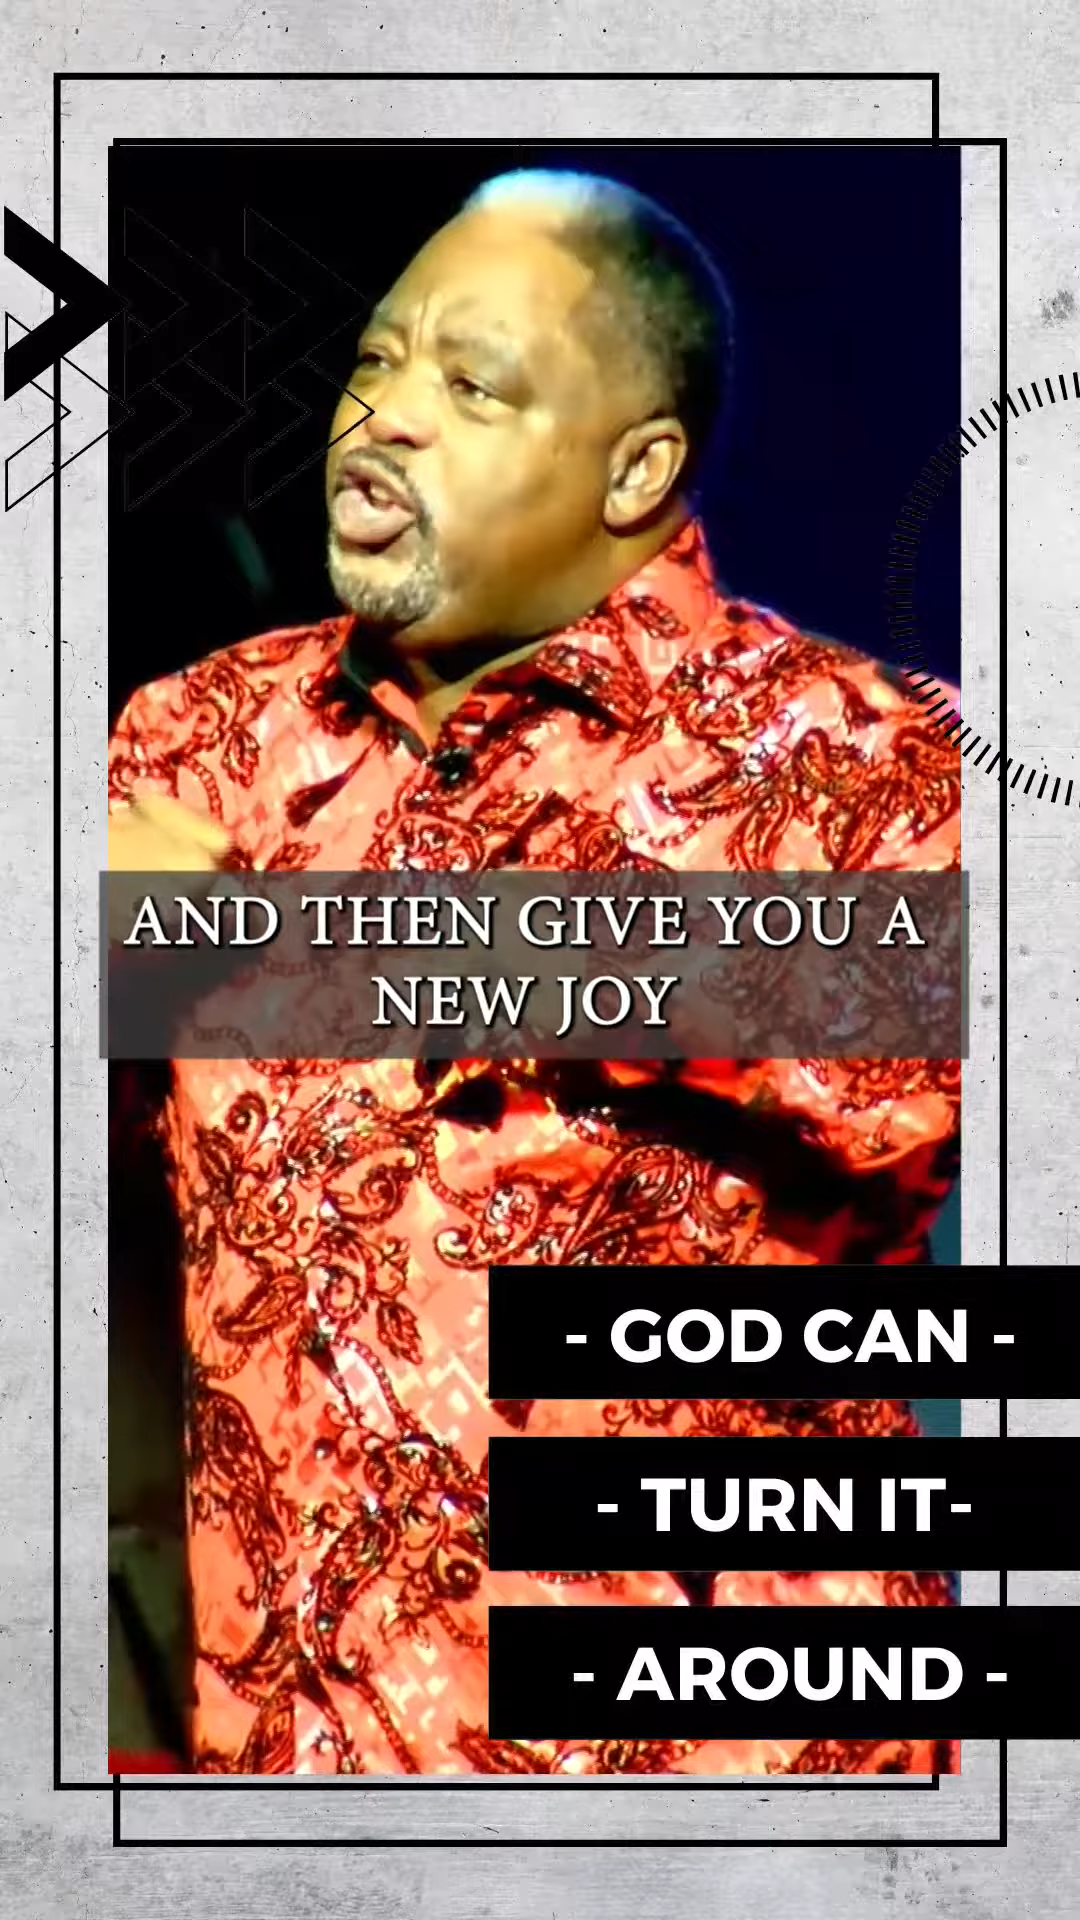 AND THEN GIVE YOU A
NEW JOY
- GOD CAN -
- TURN IT-
- AROUND -